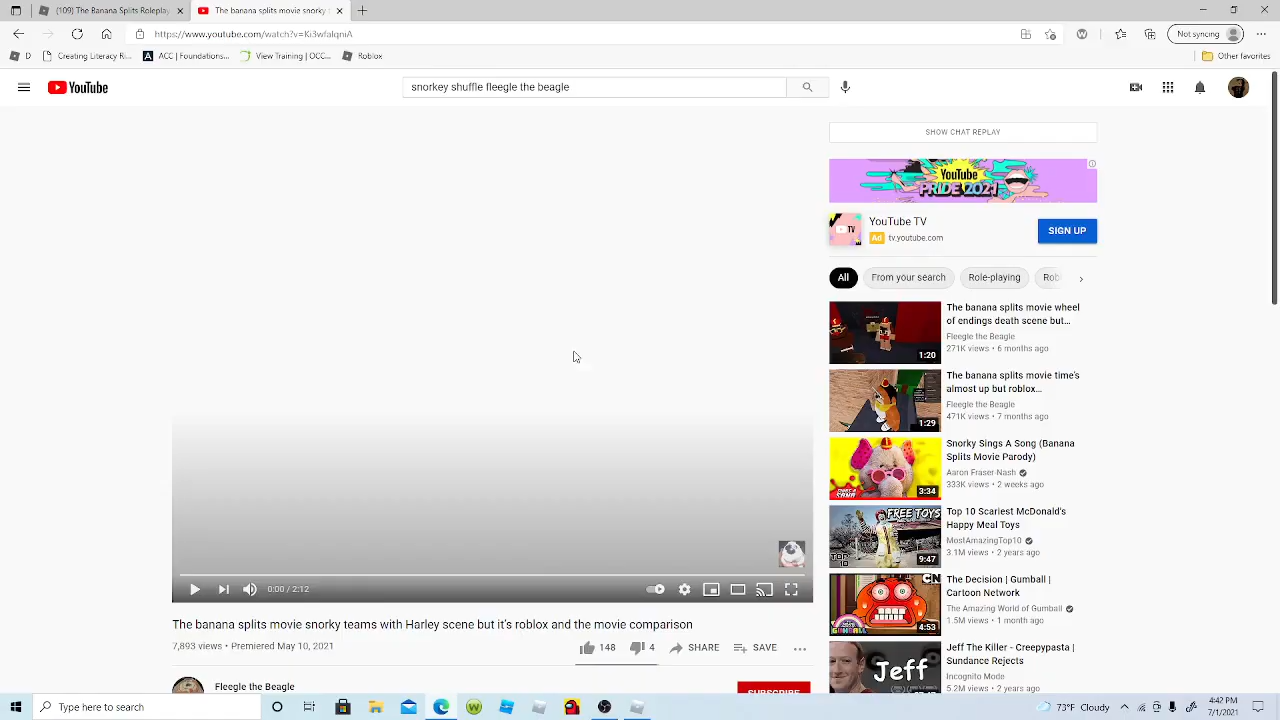 (109) The Banana Splits Roleplay
The banana splits movie snorky
https://www.youtube.com/watch?v=Ki3wfaIqniA
Not syncing
D
Creating Literacy R...
ACC | Foundations...
View Training | OCC...
Roblox
Other favorites
YouTube
snorkey shuffle fleegle the beagle
SHOW CHAT REPLAY
YouTube
PRIDE 2021
YouTube TV
Ad tv.youtube.com
SIGN UP
All
From your search
Role-playing
Rob
The banana splits movie wheel
of endings death scene but...
Fleegle the Beagle
271K views • 6 months ago
1:20
The banana splits movie time's
almost up but roblox...
Fleegle the Beagle
471K views • 7 months ago
1:29
Snorky Sings A Song (Banana
Splits Movie Parody)
Aaron Fraser-Nash
333K views • 2 weeks ago
3:34
Top 10 Scariest McDonald's
Happy Meal Toys
MostAmazingTop10
3.1M views • 2 years ago
FREE TOYS
TOP 10
9:47
The Decision | Gumball |
Cartoon Network
The Amazing World of Gumball
1.5M views • 1 month ago
CN
GUMBALL
4:53
Jeff The Killer - Creepypasta |
Sundance Rejects
Incognito Mode
5.2M views • 2 years ago
Jeff
0:00 / 2:12
The banana splits movie snorky teams with Harley scene but it's roblox and the movie comparison
7,893 views • Premiered May 10, 2021
148
4
SHARE
SAVE
Fleegle the Beagle
SUBSCRIBE
Type here to search
73°F Cloudy
4:42 PM
7/1/2021